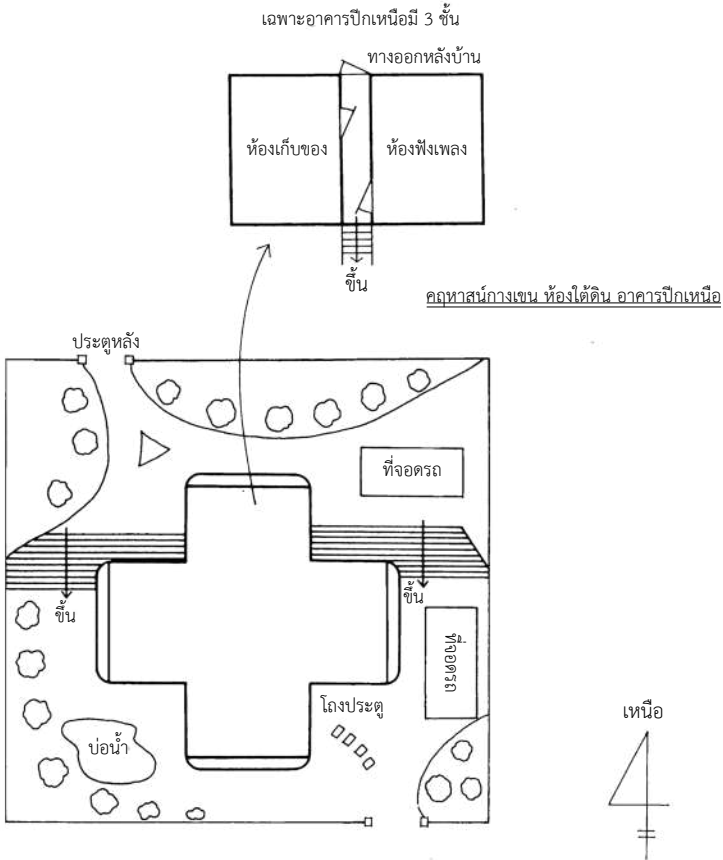 เฉพาะอาคารปีกเหนือมี 3 ชั้น
ทางออกหลังบ้าน
ห้องเก็บของ
ห้องฟังเพลง
ขึ้น
คฤหาสน์กางเขน ห้องใต้ดิน อาคารปีกเหนือ
ประตูหลัง
ที่จอดรถ
ขึ้น
ขึ้น
ที่จอดรถ
โถงประตู
บ่อน้ำ
เหนือ